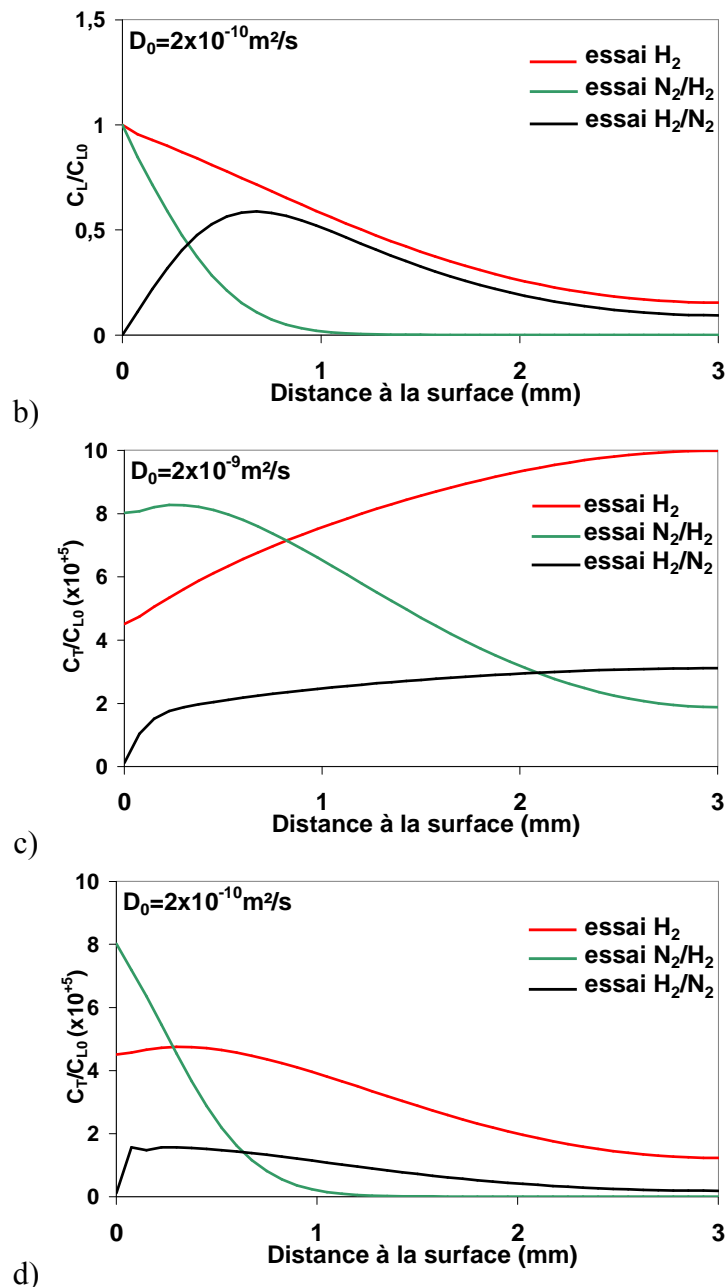 1,5
D₀=2x10⁻¹⁰m²/s
essai H₂
essai N₂/H₂
essai H₂/N₂
1
C_L/C_L0
0,5
0
0 1 2 3
Distance à la surface (mm)
b)
10
D₀=2x10⁻⁹m²/s
8
essai H₂
essai N₂/H₂
essai H₂/N₂
6
C_T/C_L0 (x10⁺⁵)
4
2
0
0 1 2 3
Distance à la surface (mm)
c)
10
D₀=2x10⁻¹⁰m²/s
essai H₂
8
essai N₂/H₂
essai H₂/N₂
6
C_T/C_L0 (x10⁺⁵)
4
2
0
0 1 2 3
Distance à la surface (mm)
d)